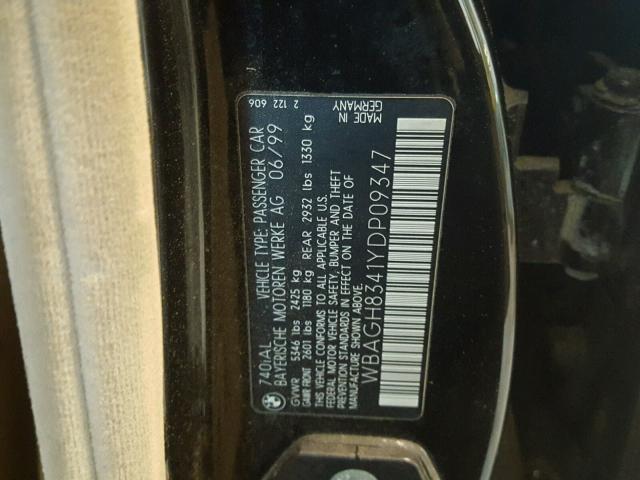 740iAL VEHICLE TYPE: PASSENGER CAR 2 122 606
BAYERISCHE MOTOREN WERKE AG 06/99
GVWR 5346 lbs 2425 kg
GAWR FRONT 2601 lbs 1180 kg REAR 2932 lbs 1330 kg
THIS VEHICLE CONFORMS TO ALL APPLICABLE U.S.
FEDERAL MOTOR VEHICLE SAFETY, BUMPER AND THEFT
PREVENTION STANDARDS IN EFFECT ON THE DATE OF
MANUFACTURE SHOWN ABOVE.
MADE IN
GERMANY
WBAGH8341YDP09347